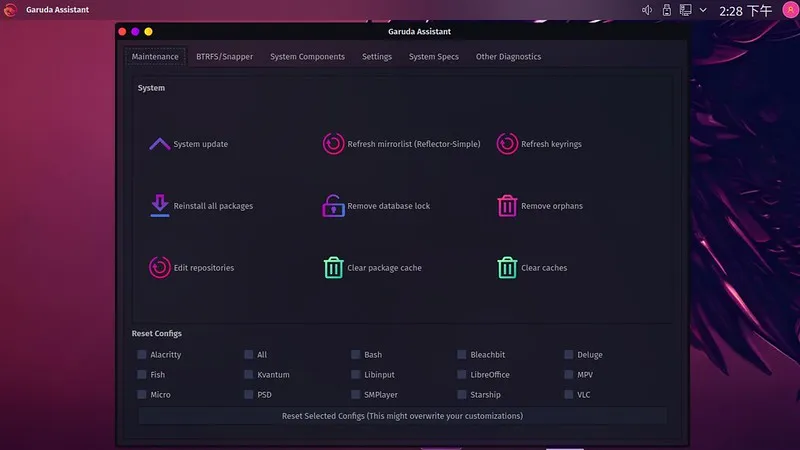 Garuda Assistant
2:28 下午
Garuda Assistant
Maintenance BTRFS/Snapper System Components Settings System Specs Other Diagnostics
System
System update Refresh mirrorlist (Reflector-Simple) Refresh keyrings
Reinstall all packages Remove database lock Remove orphans
Edit repositories Clear package cache Clear caches
Reset Configs
Alacritty All Bash Bleachbit Deluge
Fish Kvantum Libinput LibreOffice MPV
Micro PSD SMPlayer Starship VLC
Reset Selected Configs (This might overwrite your customizations)